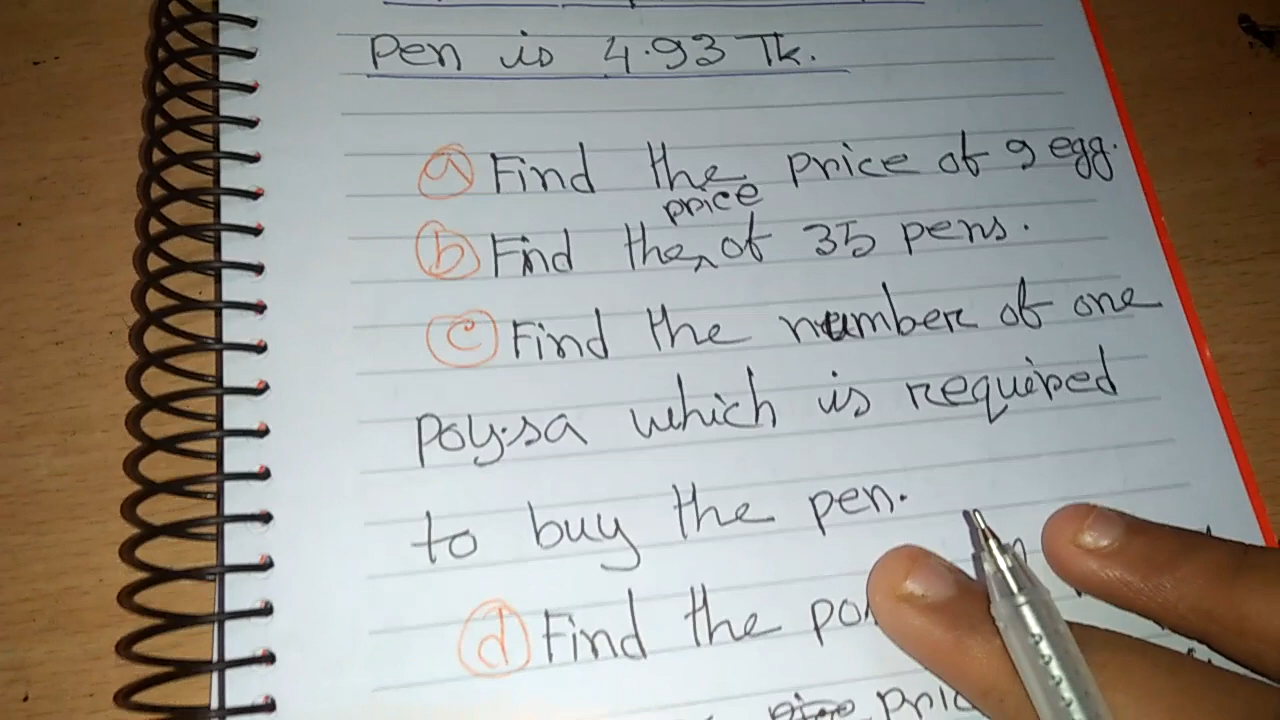 Pen is 4.93 Tk.
a Find the price of 9 egg.
price
b Find the of 35 pens.
c Find the number of one
poysa which is required
to buy the pen.
d Find the